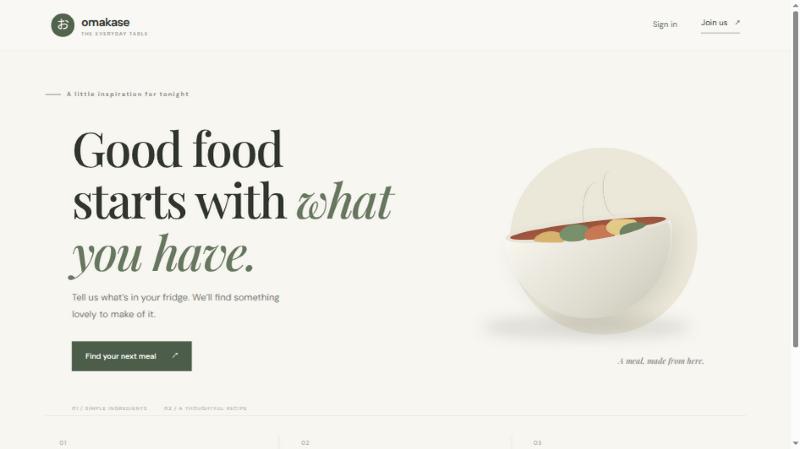 お
omakase
THE EVERYDAY TABLE
Sign in
Join us ↗
A little inspiration for tonight
Good food
starts with what
you have.
Tell us what's in your fridge. We'll find something
lovely to make of it.
Find your next meal ↗
A meal, made from here.
01 / SIMPLE INGREDIENTS
02 / A THOUGHTFUL RECIPE
01
02
03